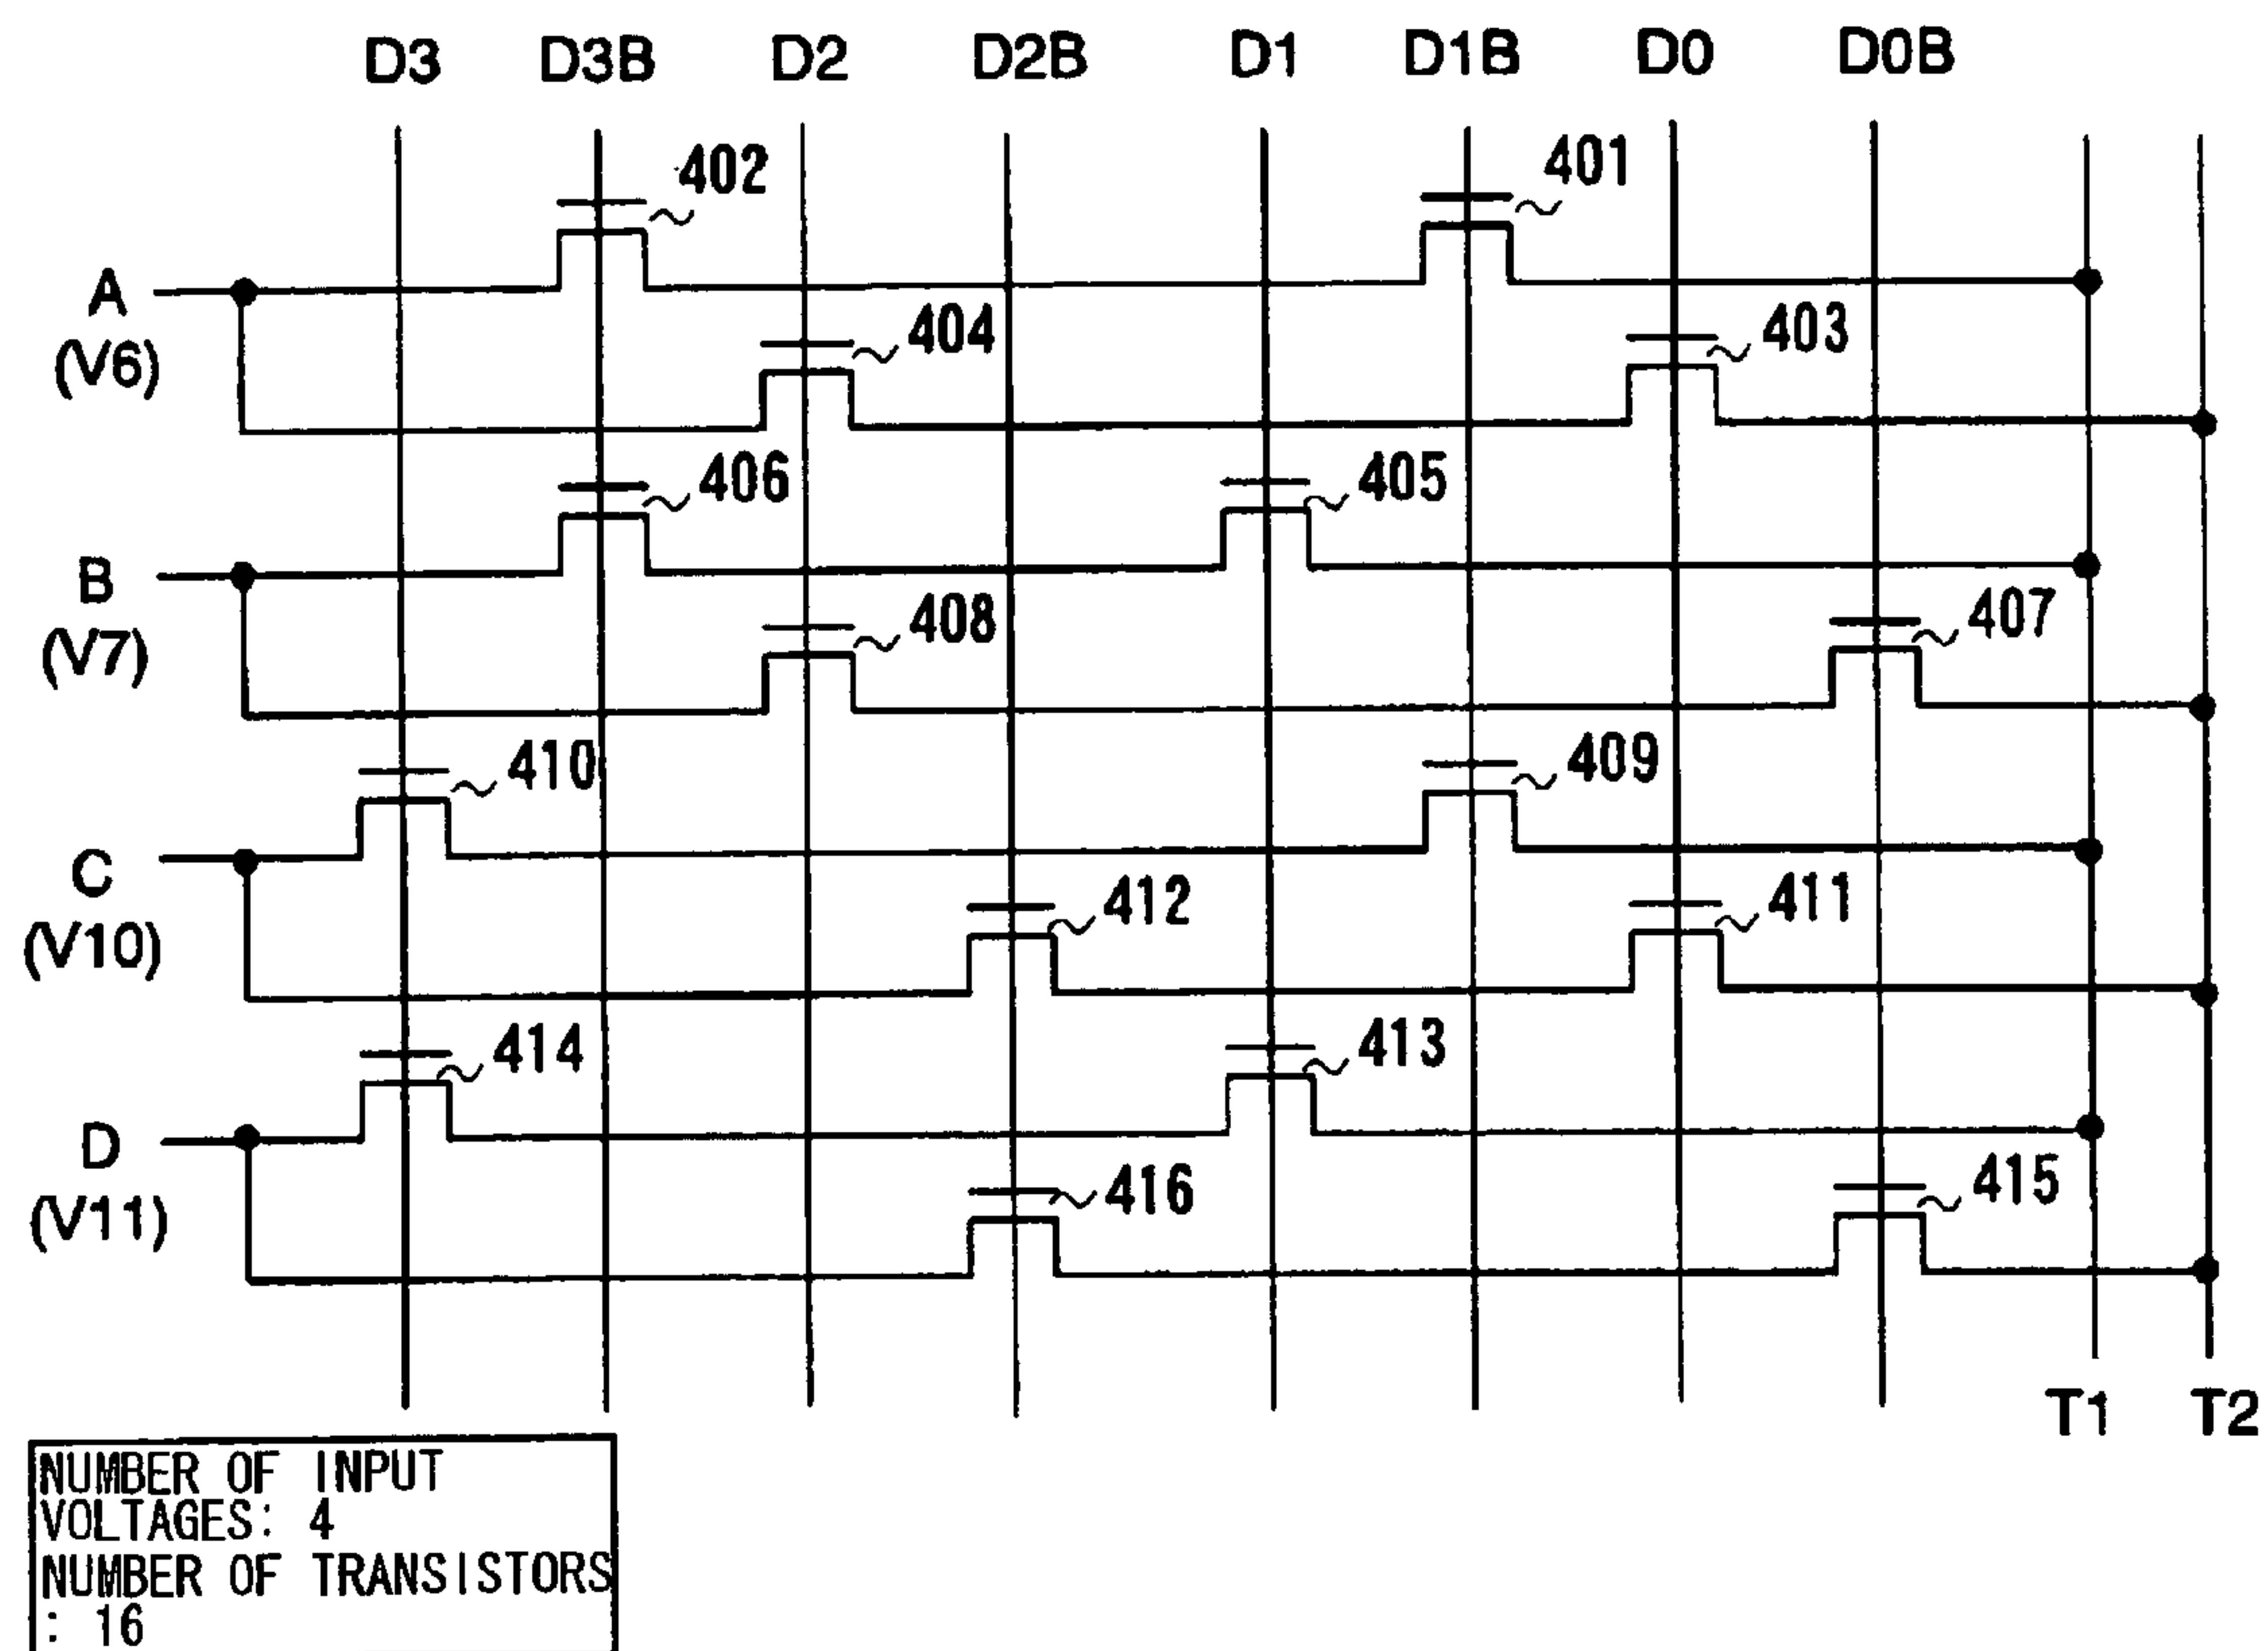 D3 D3B D2 D2B D1 D1B D0 D0B
402 401
A
(V6)
404 403
406 405
B
(V7)
408 407
410 409
C
(V10)
412 411
414 413
D
(V11)
416 415
T1 T2
NUMBER OF INPUT
VOLTAGES: 4
NUMBER OF TRANSISTORS
: 16